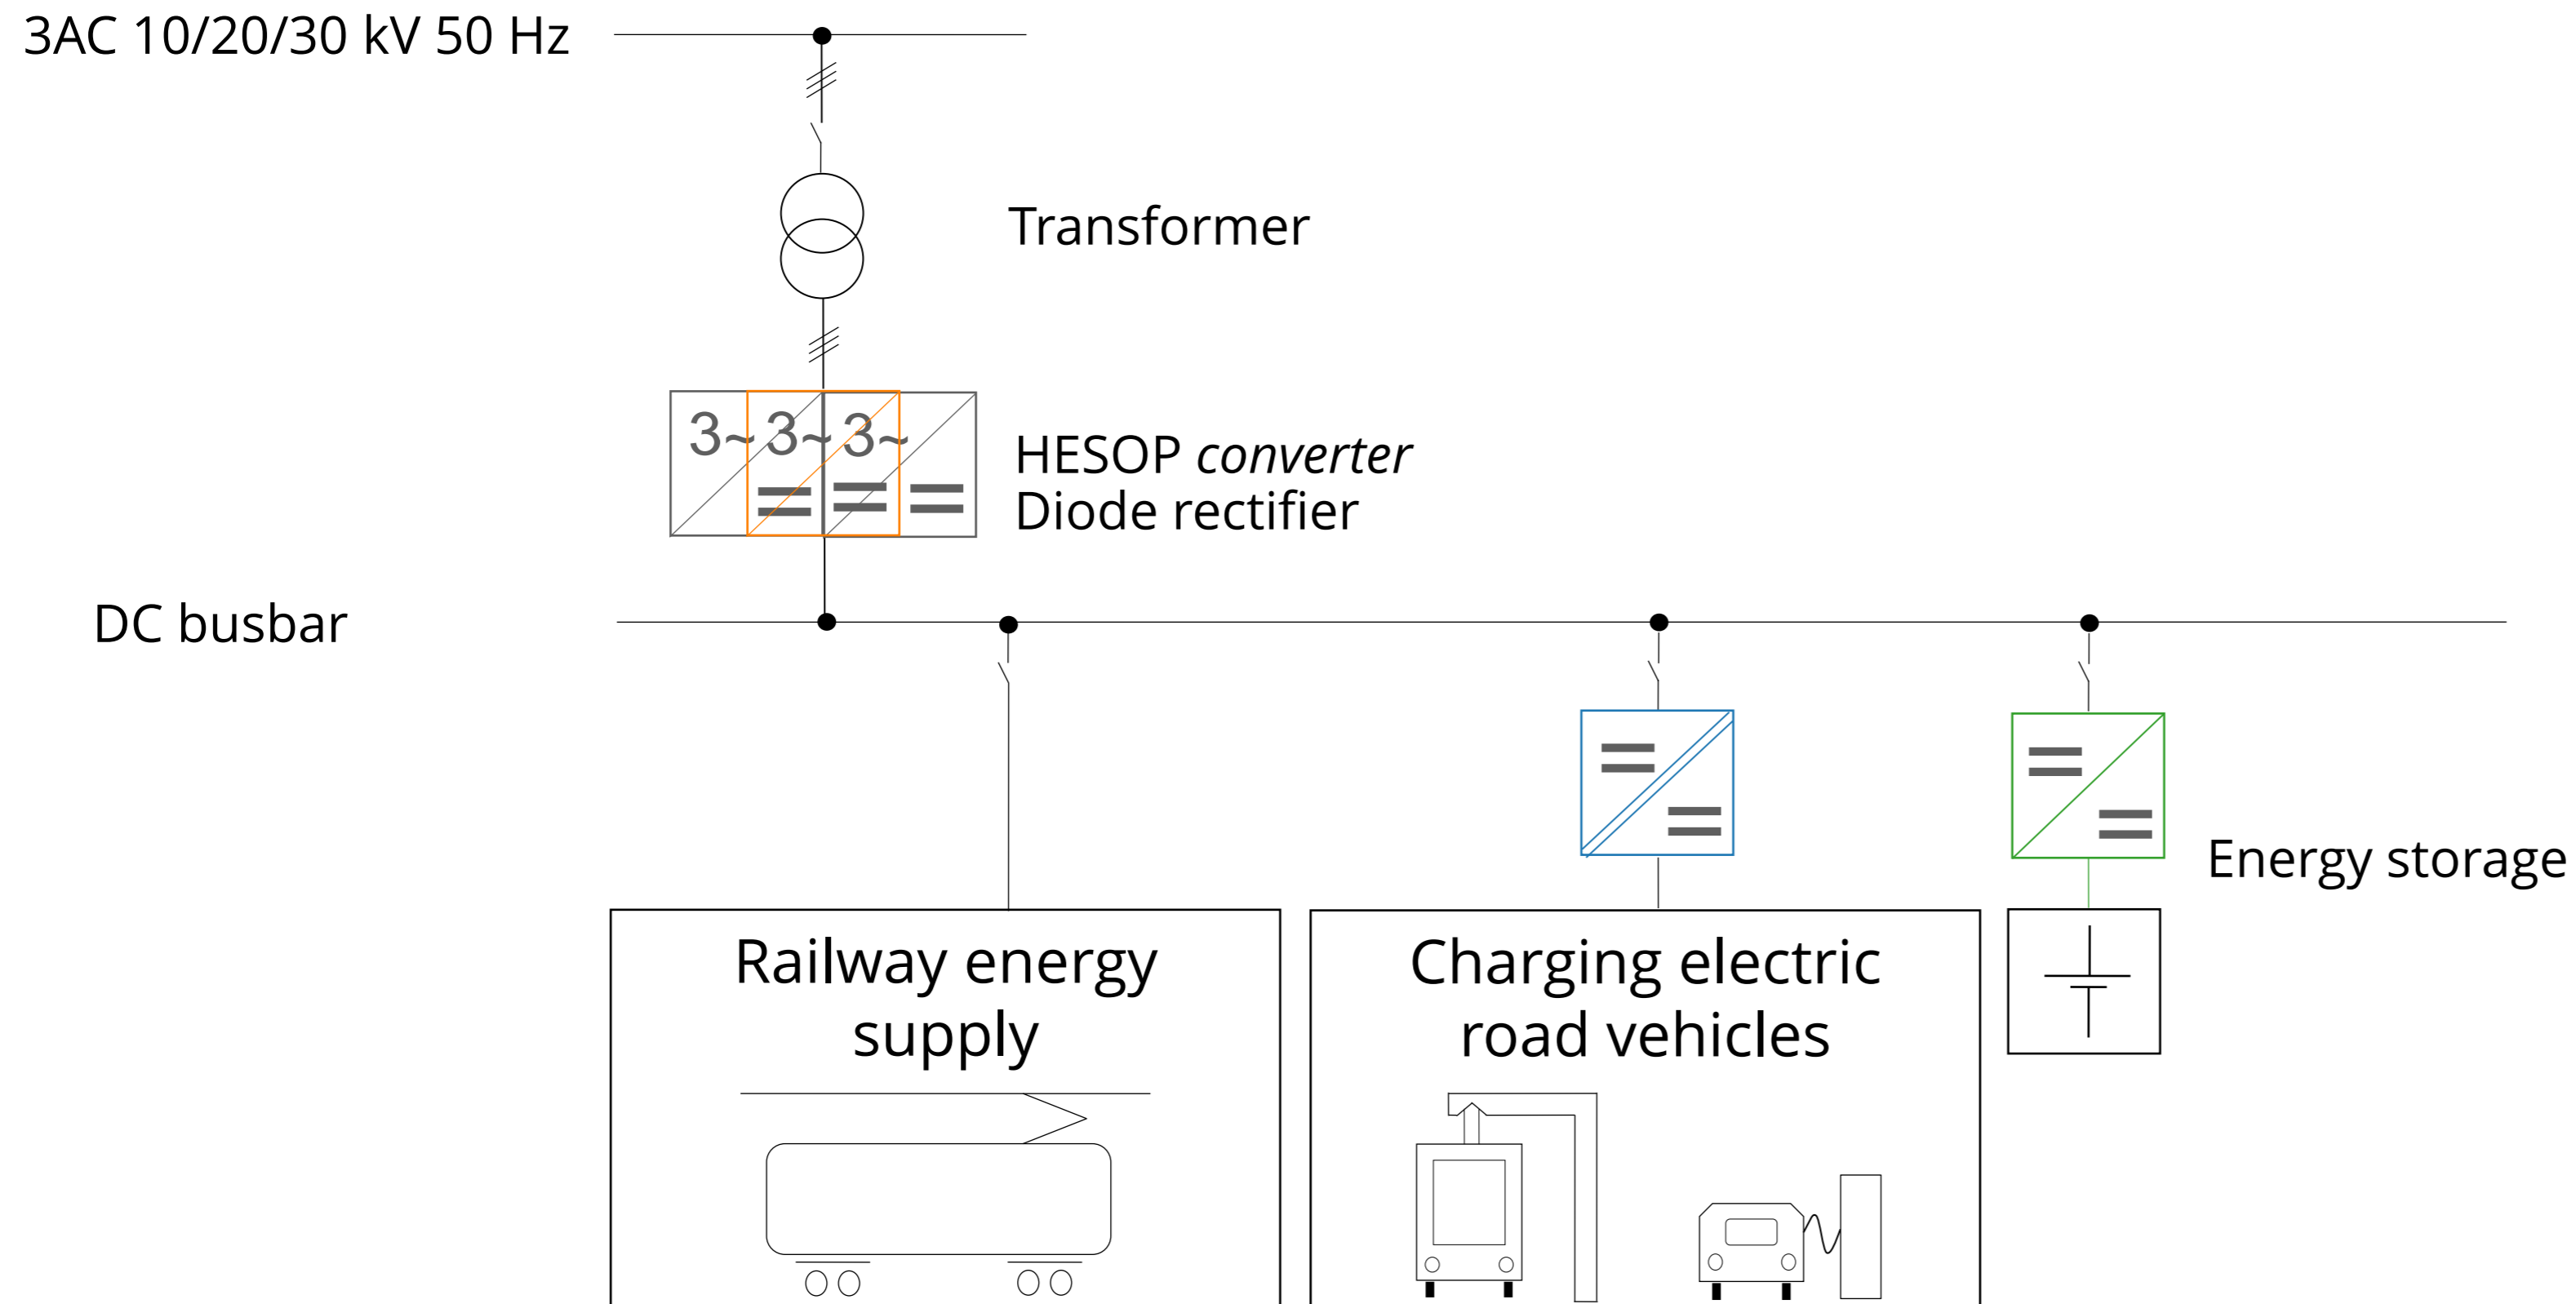 3AC 10/20/30 kV 50 Hz
Transformer
3~ 3~ 3~
HESOP converter
Diode rectifier
DC busbar
Energy storage
Railway energy
supply
Charging electric
road vehicles